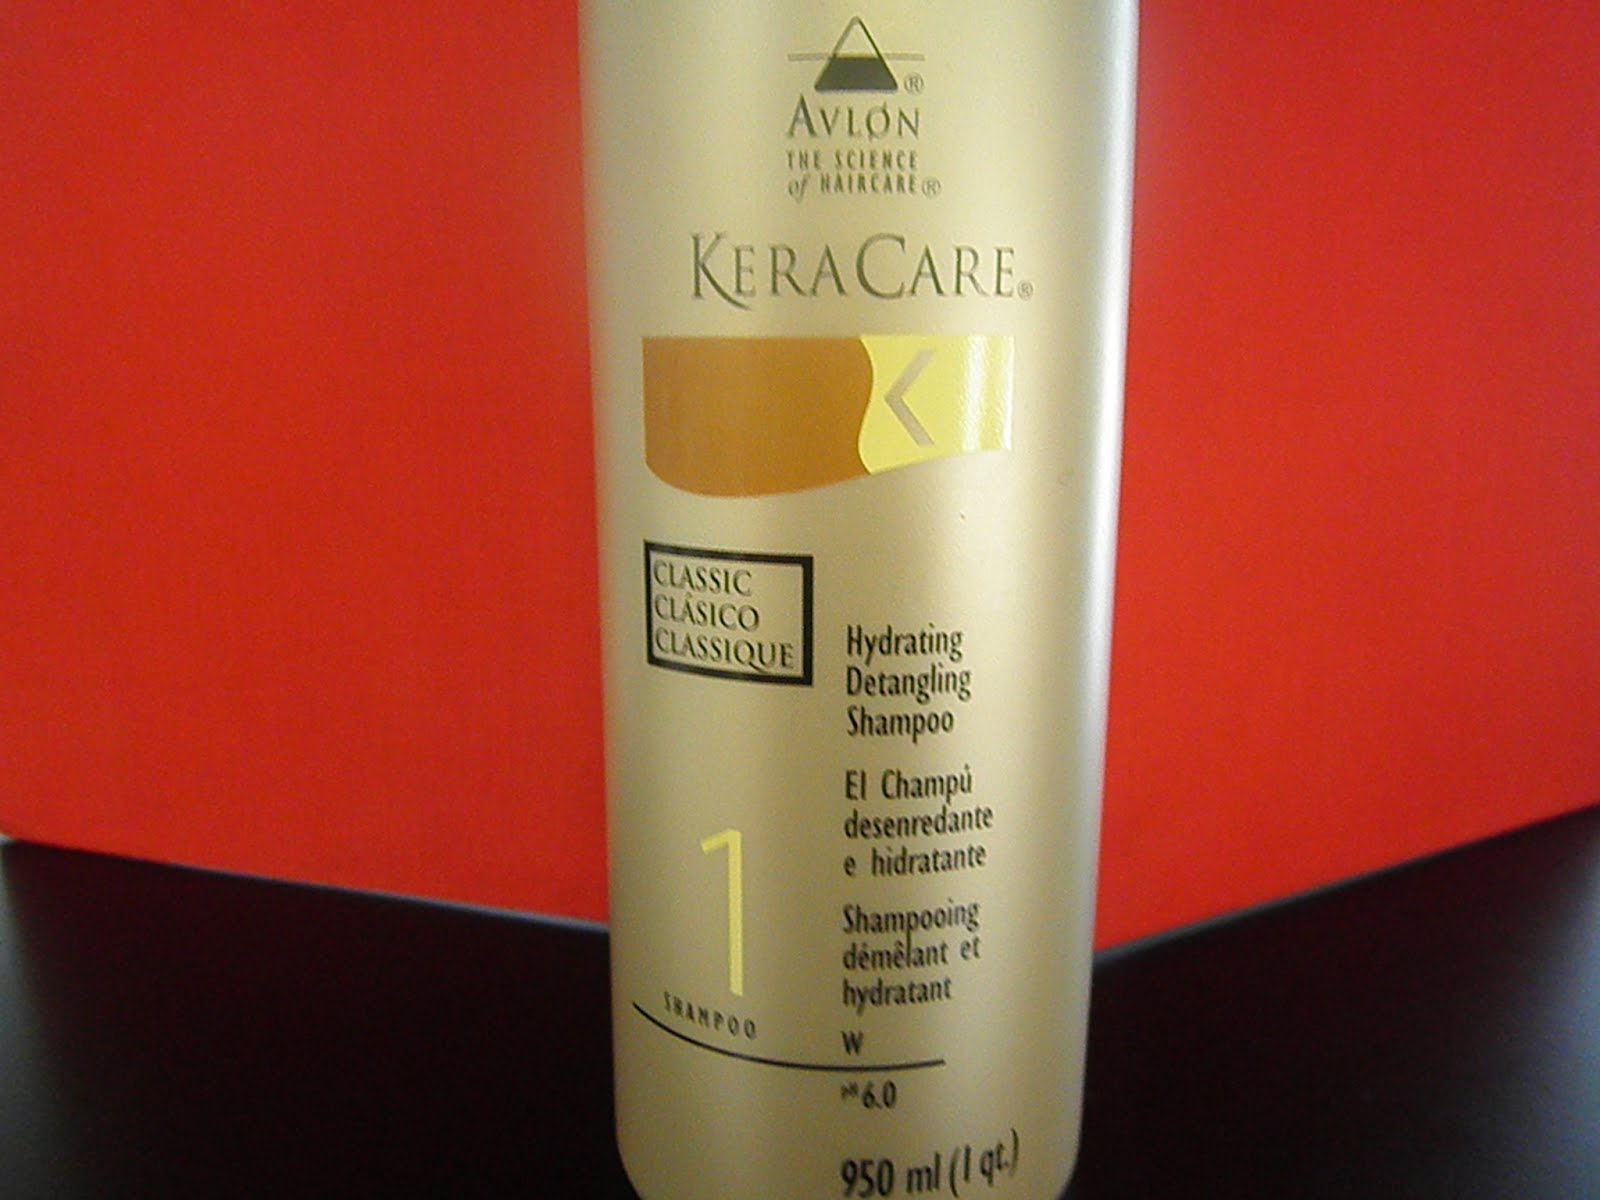 AVLØN
THE SCIENCE
of HAIRCARE®
KERACARE®
CLASSIC
CLÁSICO
CLASSIQUE
Hydrating
Detangling
Shampoo
El Champú
desenredante
e hidratante
Shampooing
démêlant et
hydratant
1
SHAMPOO
W
pH 6.0
950 ml (1 qt.)